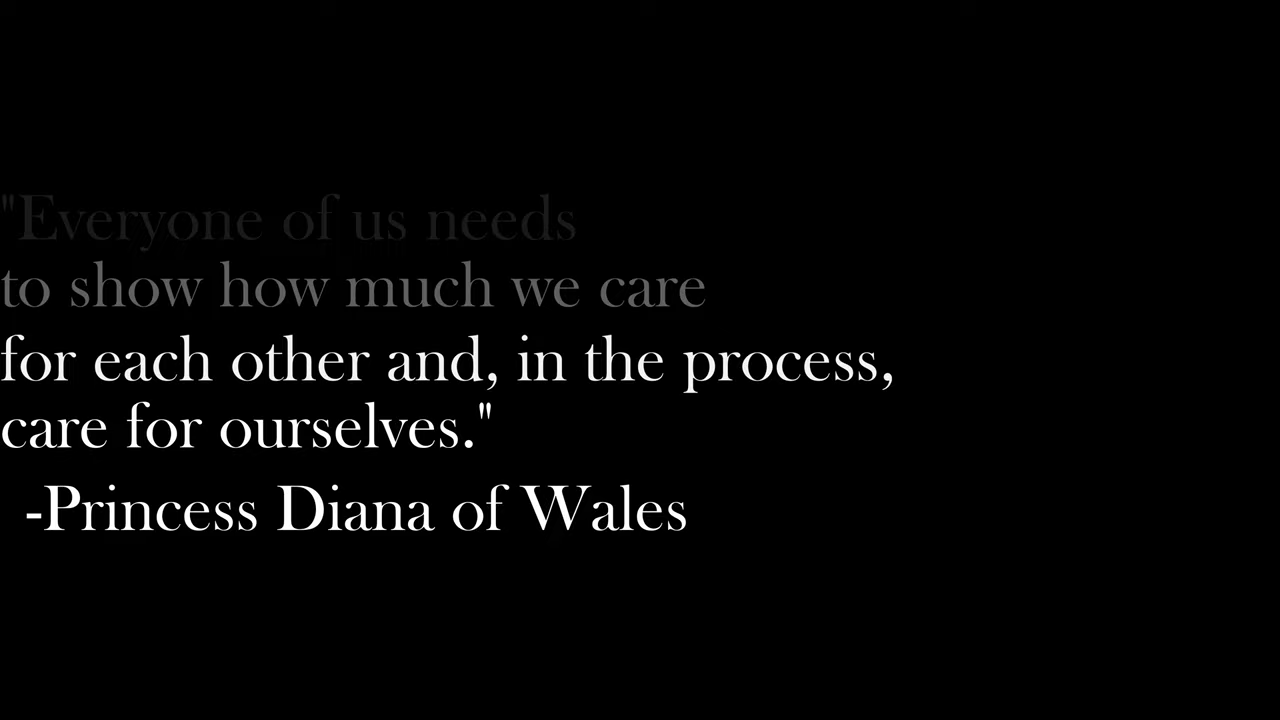 "Everyone of us needs
to show how much we care
for each other and, in the process,
care for ourselves."
-Princess Diana of Wales